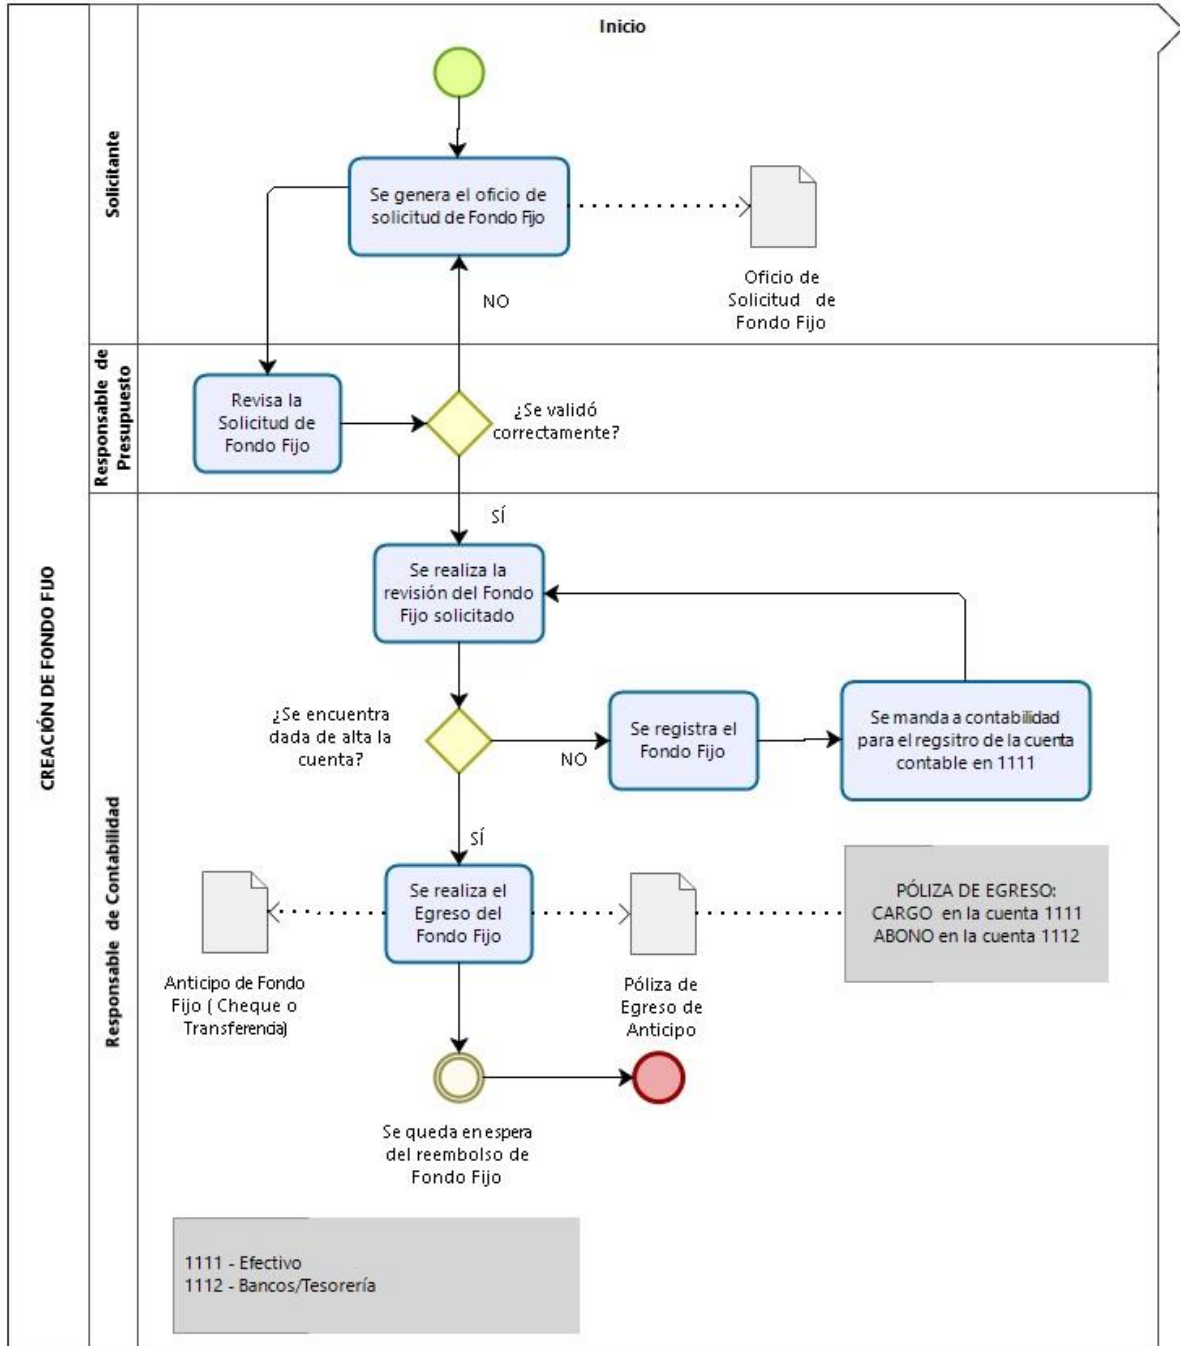 Inicio
CREACIÓN DE FONDO FIJO
Solicitante
Se genera el oficio de
solicitud de Fondo Fijo
Oficio de
Solicitud de
Fondo Fijo
NO
Responsable de
Presupuesto
Revisa la
Solicitud de
Fondo Fijo
¿Se validó
correctamente?
SÍ
Responsable de Contabilidad
Se realiza la
revisión del Fondo
Fijo solicitado
¿Se encuentra
dada de alta la
cuenta?
NO
Se registra el
Fondo Fijo
Se manda a contabilidad
para el regsitro de la cuenta
contable en 1111
SÍ
Se realiza el
Egreso del
Fondo Fijo
Anticipo de Fondo
Fijo ( Cheque o
Transferencia)
Póliza de
Egreso de
Anticipo
PÓLIZA DE EGRESO:
CARGO en la cuenta 1111
ABONO en la cuenta 1112
Se queda en espera
del reembolso de
Fondo Fijo
1111 - Efectivo
1112 - Bancos/Tesorería